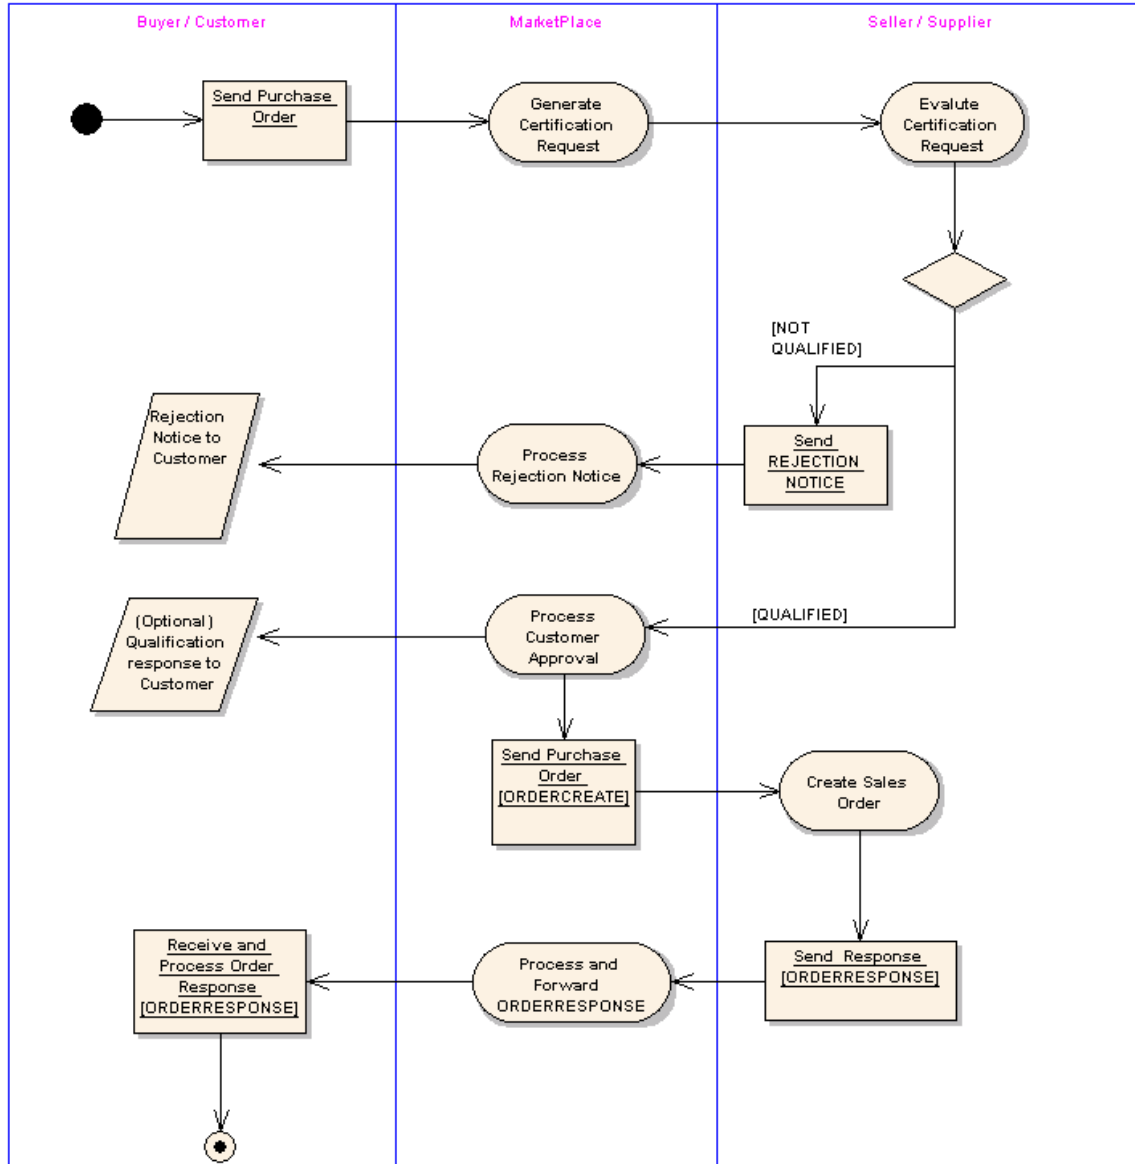 Buyer / Customer
MarketPlace
Seller / Supplier
Send Purchase
Order
Generate
Certification
Request
Evalute
Certification
Request
[NOT
QUALIFIED]
Rejection
Notice to
Customer
Process
Rejection Notice
Send
REJECTION
NOTICE
(Optional)
Qualification
response to
Customer
Process
Customer
Approval
[QUALIFIED]
Send Purchase
Order
[ORDERCREATE]
Create Sales
Order
Receive and
Process Order
Response
[ORDERRESPONSE]
Process and
Forward
ORDERRESPONSE
Send Response
[ORDERRESPONSE]